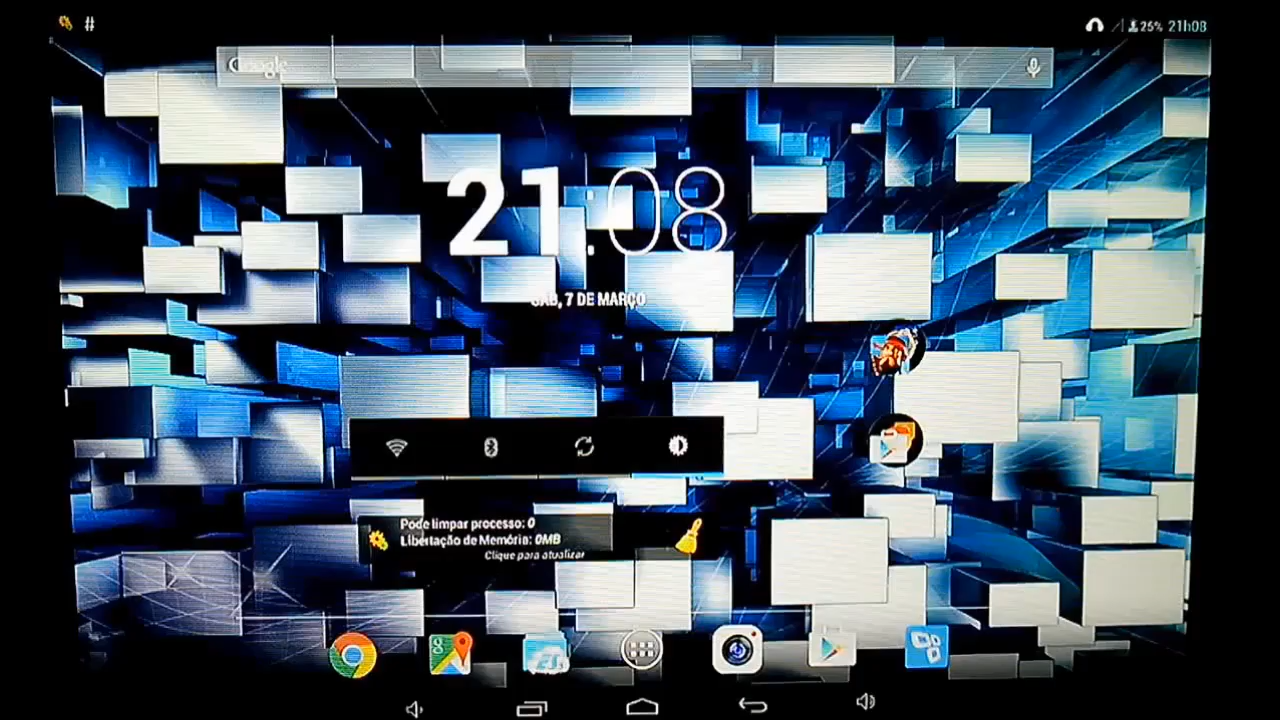 # 25% 21h08
Google
21:08
SÁB, 7 DE MARÇO
Pode limpar processo: 0
Libertação de Memória: 0MB
Clique para atualizar